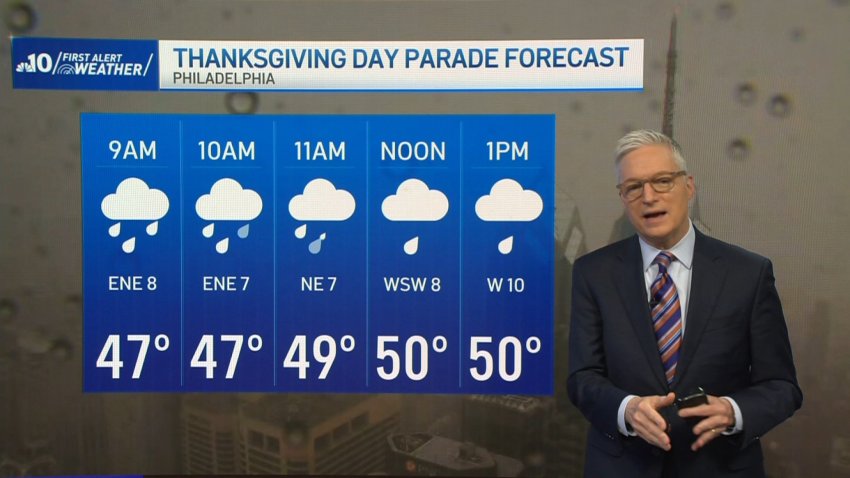 10 / FIRST ALERT
WEATHER /
THANKSGIVING DAY PARADE FORECAST
PHILADELPHIA
9AM 10AM 11AM NOON 1PM
ENE 8 ENE 7 NE 7 WSW 8 W 10
47° 47° 49° 50° 50°